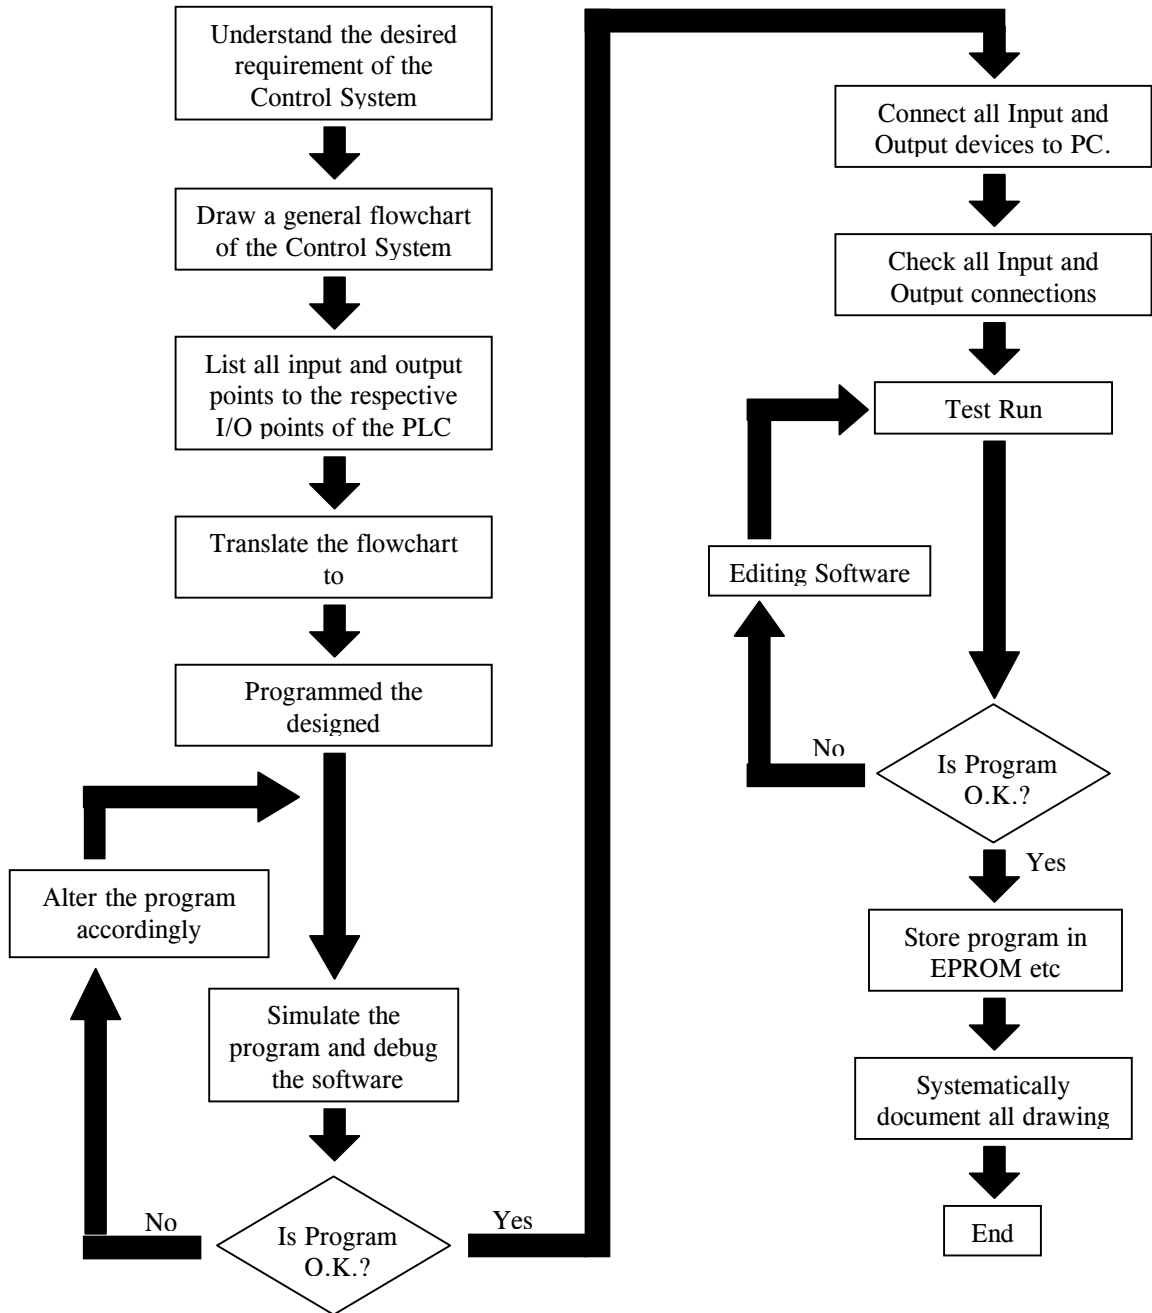 Understand the desired
requirement of the
Control System
Draw a general flowchart
of the Control System
List all input and output
points to the respective
I/O points of the PLC
Translate the flowchart
to
Programmed the
designed
Alter the program
accordingly
Simulate the
program and debug
the software
Is Program
O.K.?
No
Yes
Connect all Input and
Output devices to PC.
Check all Input and
Output connections
Test Run
Editing Software
No
Is Program
O.K.?
Yes
Store program in
EPROM etc
Systematically
document all drawing
End